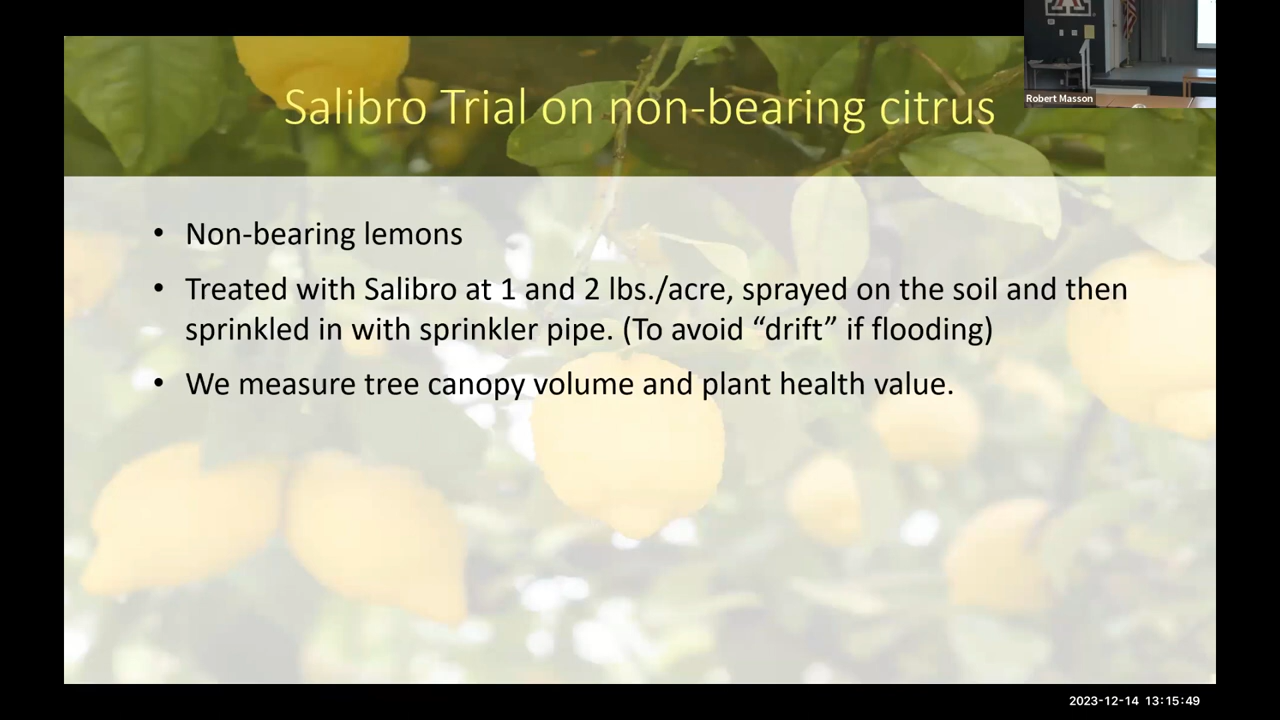 Salibro Trial on non-bearing citrus
Robert Masson
• Non-bearing lemons
• Treated with Salibro at 1 and 2 lbs./acre, sprayed on the soil and then
sprinkled in with sprinkler pipe. (To avoid “drift” if flooding)
• We measure tree canopy volume and plant health value.
2023-12-14 13:15:49